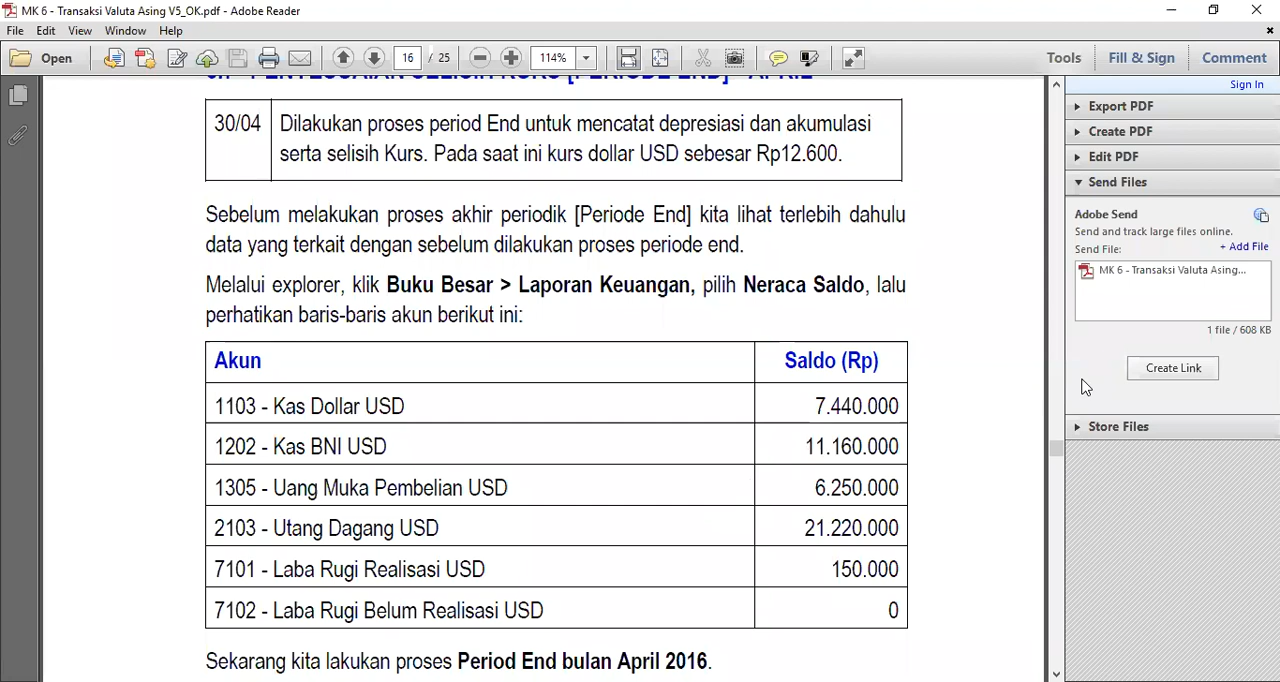 MK 6 - Transaksi Valuta Asing V5_OK.pdf - Adobe Reader
File Edit View Window Help
Open 16 / 25 114% Tools Fill & Sign Comment
Sign In
30/04 Dilakukan proses period End untuk mencatat depresiasi dan akumulasi
serta selisih Kurs. Pada saat ini kurs dollar USD sebesar Rp12.600.
Sebelum melakukan proses akhir periodik [Periode End] kita lihat terlebih dahulu
data yang terkait dengan sebelum dilakukan proses periode end.
Melalui explorer, klik Buku Besar > Laporan Keuangan, pilih Neraca Saldo, lalu
perhatikan baris-baris akun berikut ini:
Akun Saldo (Rp)
1103 - Kas Dollar USD 7.440.000
1202 - Kas BNI USD 11.160.000
1305 - Uang Muka Pembelian USD 6.250.000
2103 - Utang Dagang USD 21.220.000
7101 - Laba Rugi Realisasi USD 150.000
7102 - Laba Rugi Belum Realisasi USD 0
Sekarang kita lakukan proses Period End bulan April 2016.
Export PDF
Create PDF
Edit PDF
Send Files
Adobe Send
Send and track large files online.
Send File: + Add File
MK 6 - Transaksi Valuta Asing...
1 file / 608 KB
Create Link
Store Files